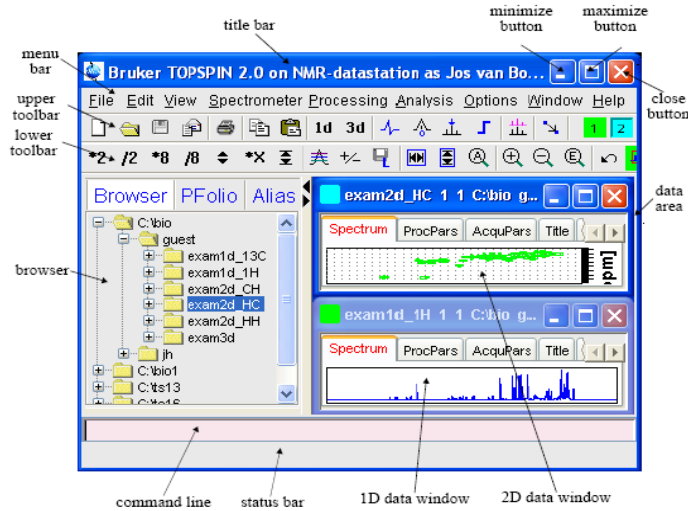 minimize button
maximize button
title bar
menu bar
Bruker TOPSPIN 2.0 on NMR-datastation as Jos van Bo...
close button
File Edit View Spectrometer Processing Analysis Options Window Help
upper toolbar
1d 3d 1 2
lower toolbar
*2 /2 *8 /8 *X +/-
Browser PFolio Alias
exam2d_HC 1 1 C:\bio g...
data area
C:\bio
guest
exam1d_13C
exam1d_1H
exam2d_CH
exam2d_HC
exam2d_HH
exam3d
jh
C:\bio1
C:\ts13
browser
Spectrum ProcPars AcquPars Title
exam1d_1H 1 1 C:\bio g...
Spectrum ProcPars AcquPars Title
command line
status bar
1D data window
2D data window